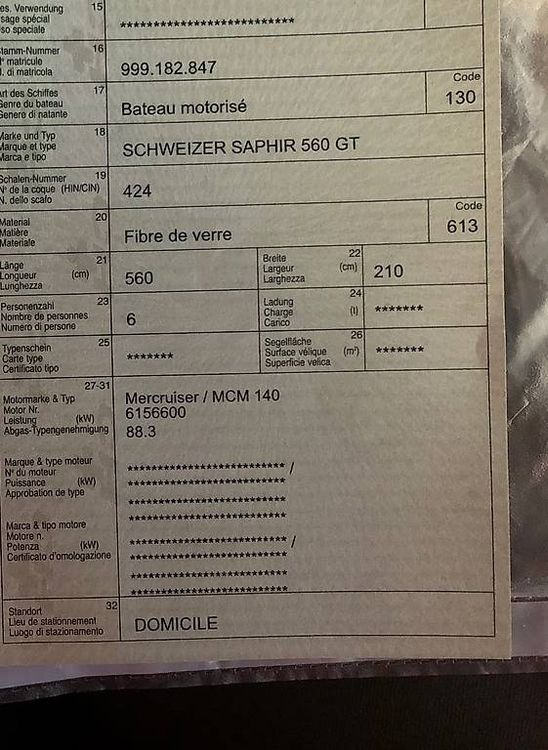 es. Verwendung 15
sage spécial
so speciale
****************************
tamm-Nummer 16
° matricule
. di matricola
999.182.847
Art des Schiffes 17
Genre du bateau
Genere di natante
Bateau motorisé
Code
130
Marke und Typ 18
Marque et type
Marca e tipo
SCHWEIZER SAPHIR 560 GT
Schalen-Nummer 19
N° de la coque (HIN/CIN)
N. dello scafo
424
Material 20
Matière
Materiale
Fibre de verre
Code
613
Länge 21
Longueur (cm)
Lunghezza
560
Breite 22
Largeur (cm)
Larghezza
210
Personenzahl 23
Nombre de personnes
Numero di persone
6
Ladung 24
Charge (t)
Carico
*******
Typenschein 25
Carte type
Certificato tipo
*******
Segelfläche 26
Surface vélique (m²)
Superficie velica
*******
27-31
Motormarke & Typ
Motor Nr.
Leistung (kW)
Abgas-Typengenehmigung
Mercruiser / MCM 140
6156600
88.3
Marque & type moteur
N° du moteur
Puissance (kW)
Approbation de type
************************* /
*************************
*************************
*************************
Marca & tipo motore
Motore n.
Potenza (kW)
Certificato d'omologazione
************************* /
*************************
*************************
*************************
Standort 32
Lieu de stationnement
Luogo di stazionamento
DOMICILE